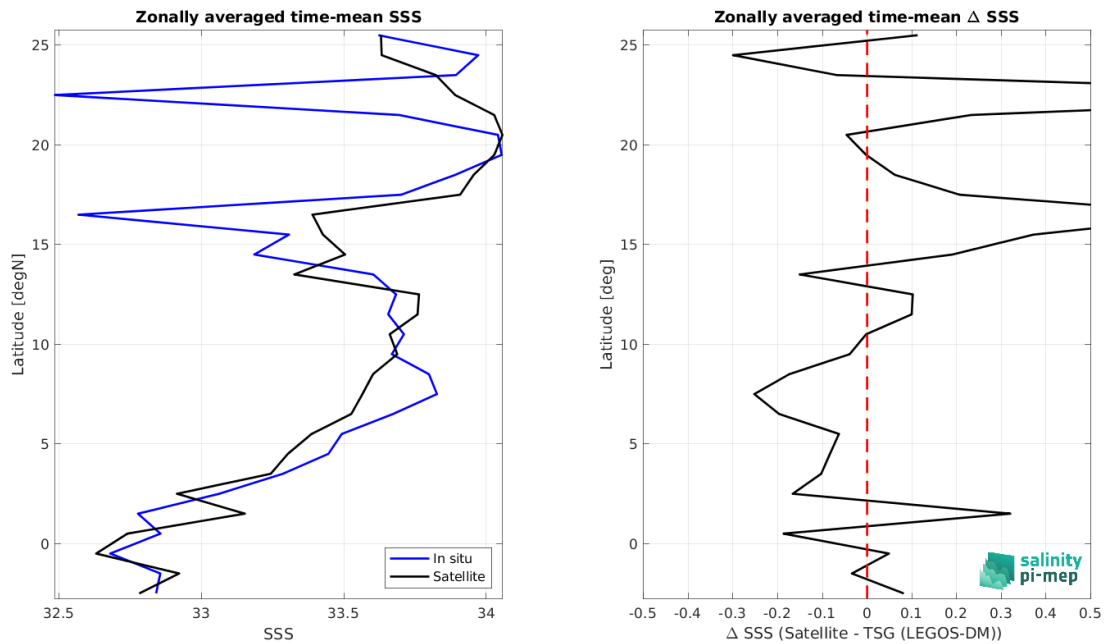 Zonally averaged time-mean SSS
25
20
15
10
5
0
Latitude [degN]
32.5 33 33.5 34
SSS
In situ
Satellite
Zonally averaged time-mean Δ SSS
25
20
15
10
5
0
Latitude [deg]
-0.5 -0.4 -0.3 -0.2 -0.1 0 0.1 0.2 0.3 0.4 0.5
Δ SSS (Satellite - TSG (LEGOS-DM))
salinity
pi-mep